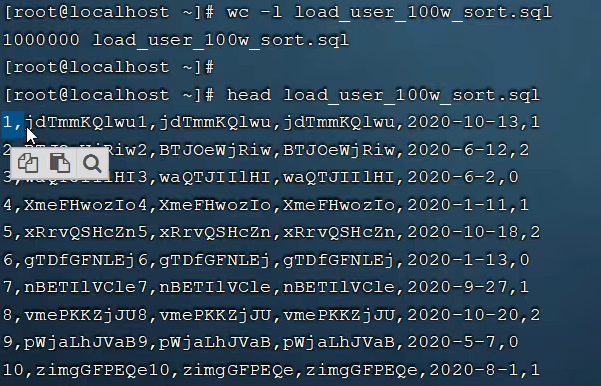 [root@localhost ~]# wc -l load_user_100w_sort.sql
1000000 load_user_100w_sort.sql
[root@localhost ~]#
[root@localhost ~]# head load_user_100w_sort.sql
1,jdTmmKQlwu1,jdTmmKQlwu,jdTmmKQlwu,2020-10-13,1
2,BTJOeWjRiw2,BTJOeWjRiw,BTJOeWjRiw,2020-6-12,2
3,waQTJIIlHI3,waQTJIIlHI,waQTJIIlHI,2020-6-2,0
4,XmeFHwozIo4,XmeFHwozIo,XmeFHwozIo,2020-1-11,1
5,xRrvQSHcZn5,xRrvQSHcZn,xRrvQSHcZn,2020-10-18,2
6,gTDfGFNLEj6,gTDfGFNLEj,gTDfGFNLEj,2020-1-13,0
7,nBETIlVCle7,nBETIlVCle,nBETIlVCle,2020-9-27,1
8,vmePKKZjJU8,vmePKKZjJU,vmePKKZjJU,2020-10-20,2
9,pWjaLhJVaB9,pWjaLhJVaB,pWjaLhJVaB,2020-5-7,0
10,zimgGFPEQe10,zimgGFPEQe,zimgGFPEQe,2020-8-1,1